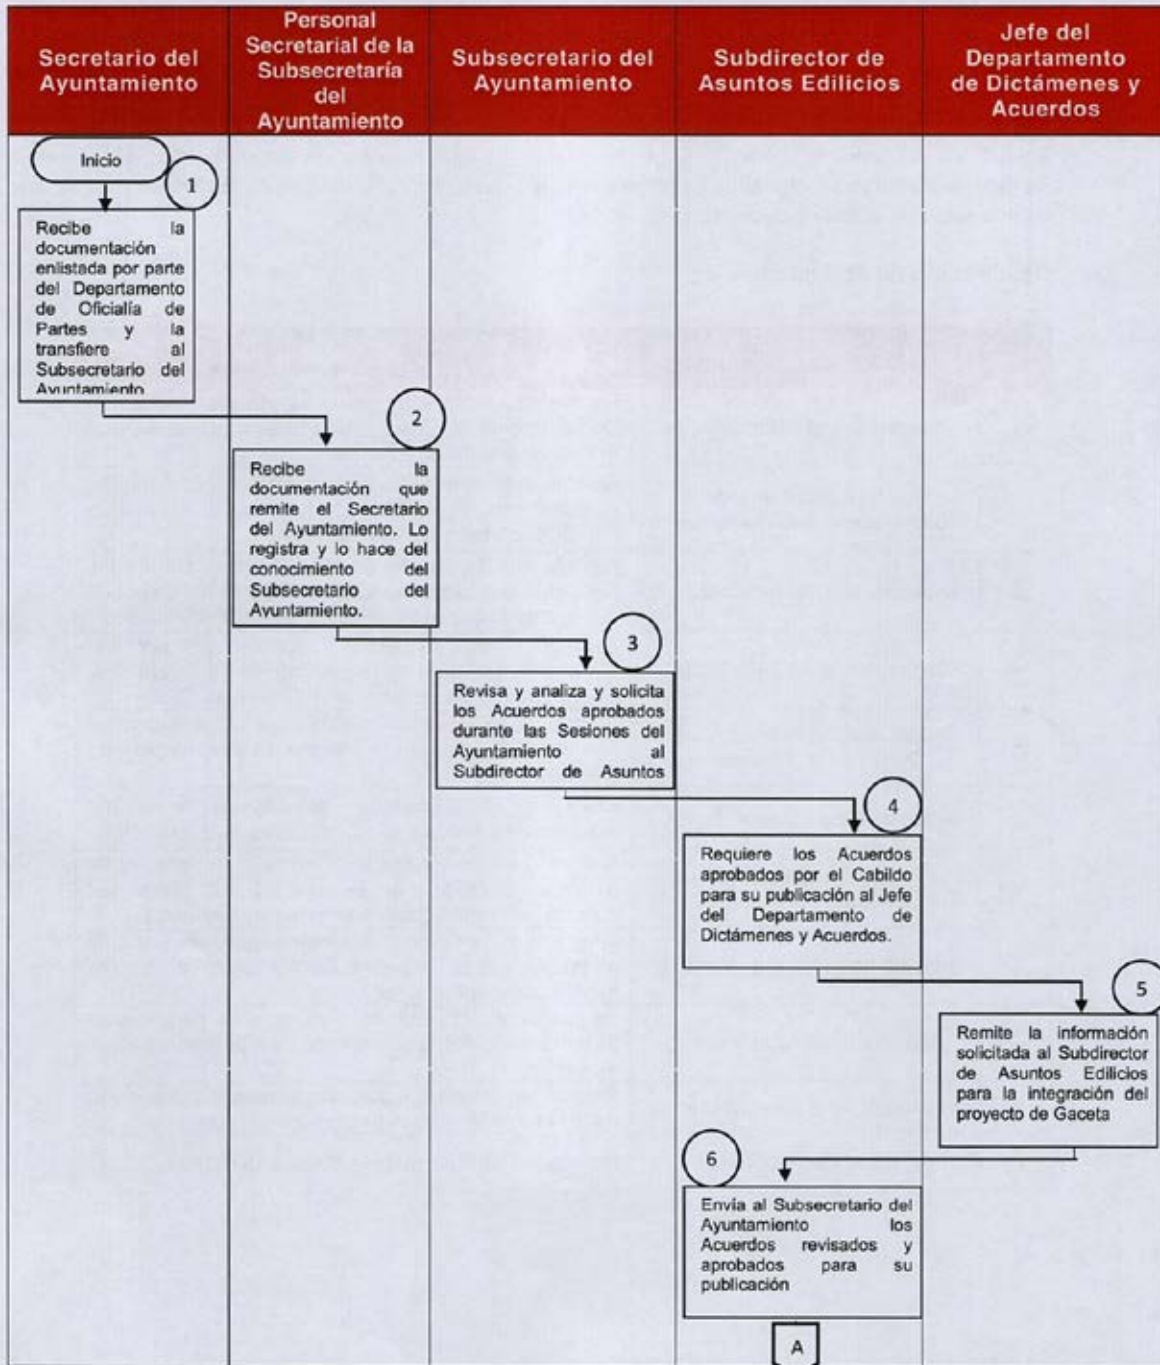 Secretario del
Ayuntamiento
Personal
Secretarial de la
Subsecretaría
del
Ayuntamiento
Subsecretario del
Ayuntamiento
Subdirector de
Asuntos Edilicios
Jefe del
Departamento
de Dictámenes y
Acuerdos
Inicio
1
Recibe la
documentación
enlistada por parte
del Departamento
de Oficialía de
Partes y la
transfiere al
Subsecretario del
Ayuntamiento
2
Recibe la
documentación que
remite el Secretario
del Ayuntamiento. Lo
registra y lo hace del
conocimiento del
Subsecretario del
Ayuntamiento.
3
Revisa y analiza y solicita
los Acuerdos aprobados
durante las Sesiones del
Ayuntamiento al
Subdirector de Asuntos
4
Requiere los Acuerdos
aprobados por el Cabildo
para su publicación al Jefe
del Departamento de
Dictámenes y Acuerdos.
5
Remite la información
solicitada al Subdirector
de Asuntos Edilicios
para la integración del
proyecto de Gaceta
6
Envía al Subsecretario del
Ayuntamiento los
Acuerdos revisados y
aprobados para su
publicación
A